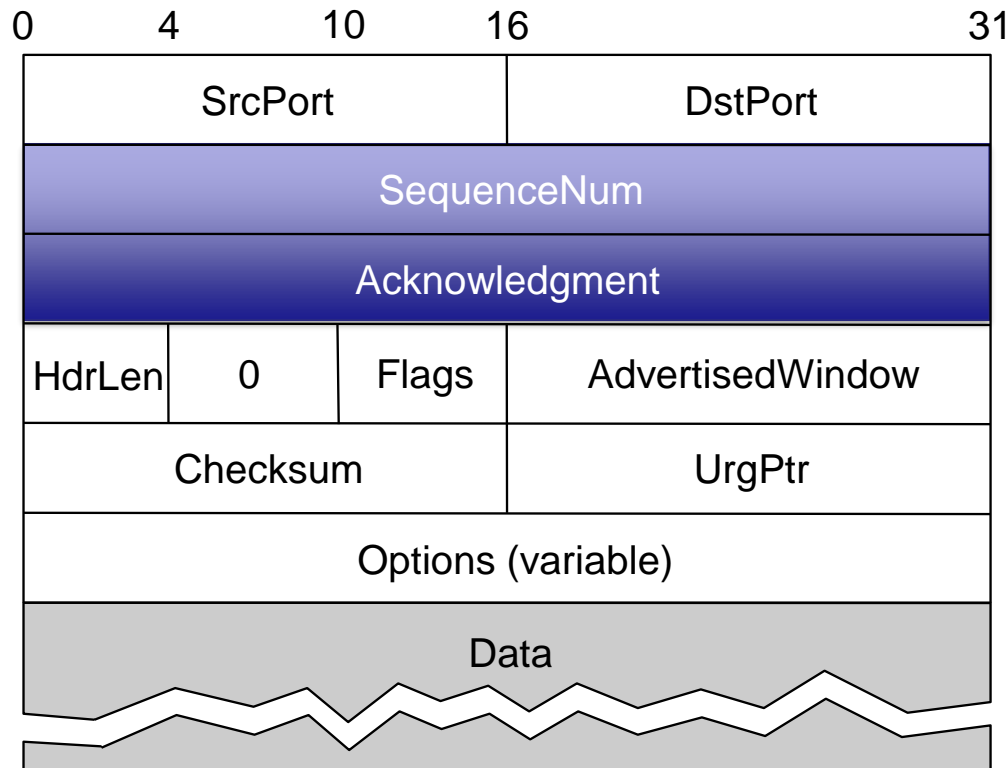 0 4 10 16 31
SrcPort DstPort
SequenceNum
Acknowledgment
HdrLen 0 Flags AdvertisedWindow
Checksum UrgPtr
Options (variable)
Data